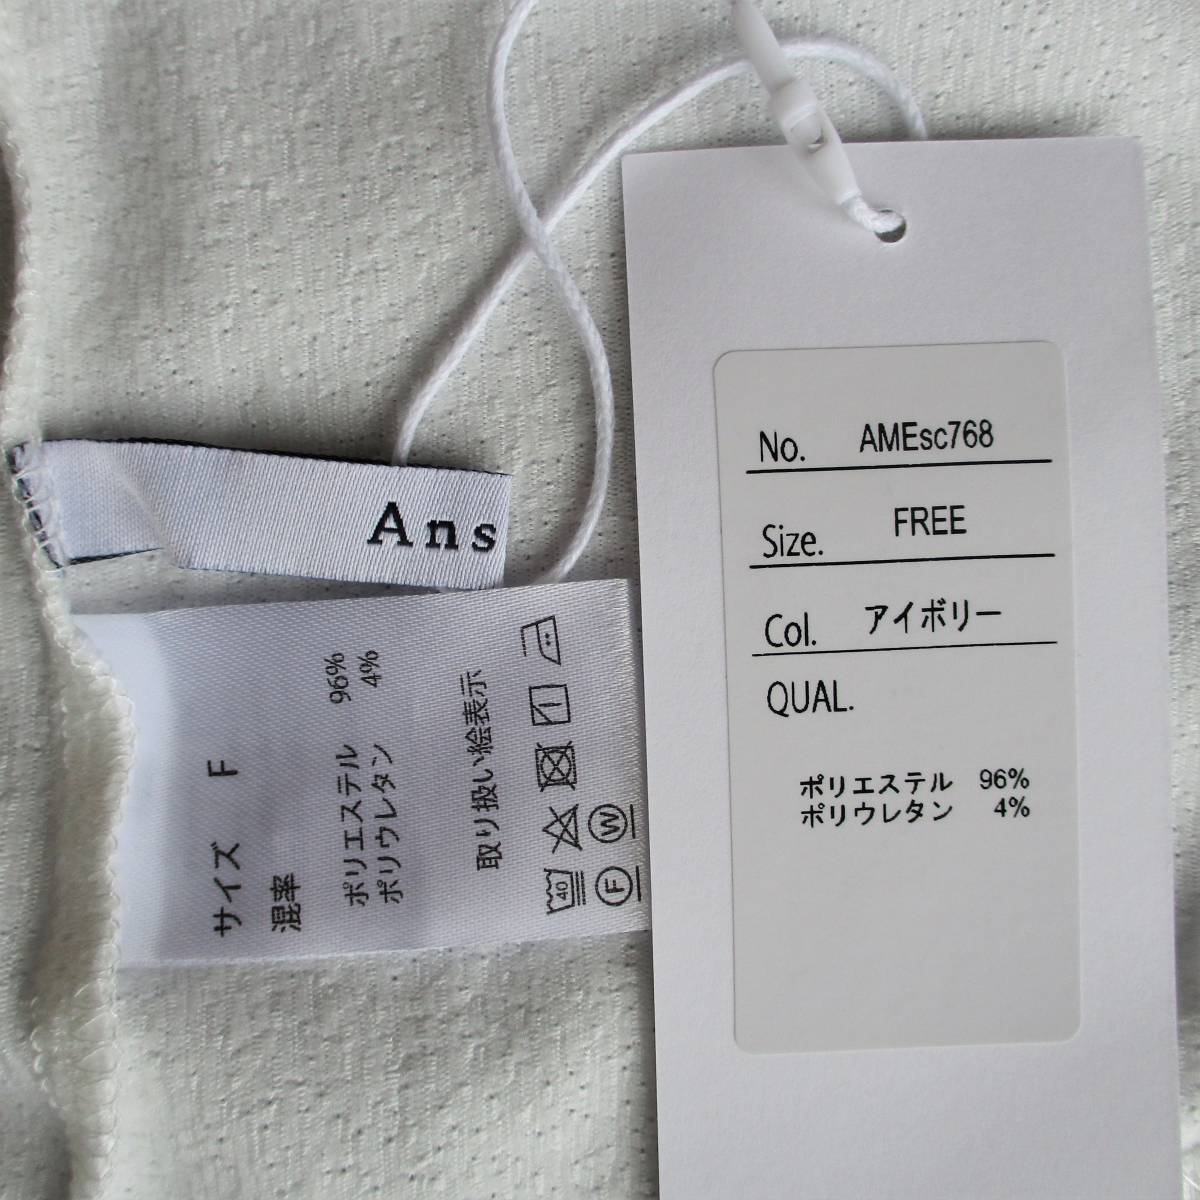 Ans
サイズ F
混率
ポリエステル 96%
ポリウレタン 4%
取り扱い絵表示
40
W
F
No. AMEsc768
Size. FREE
Col. アイボリー
QUAL.
ポリエステル 96%
ポリウレタン 4%